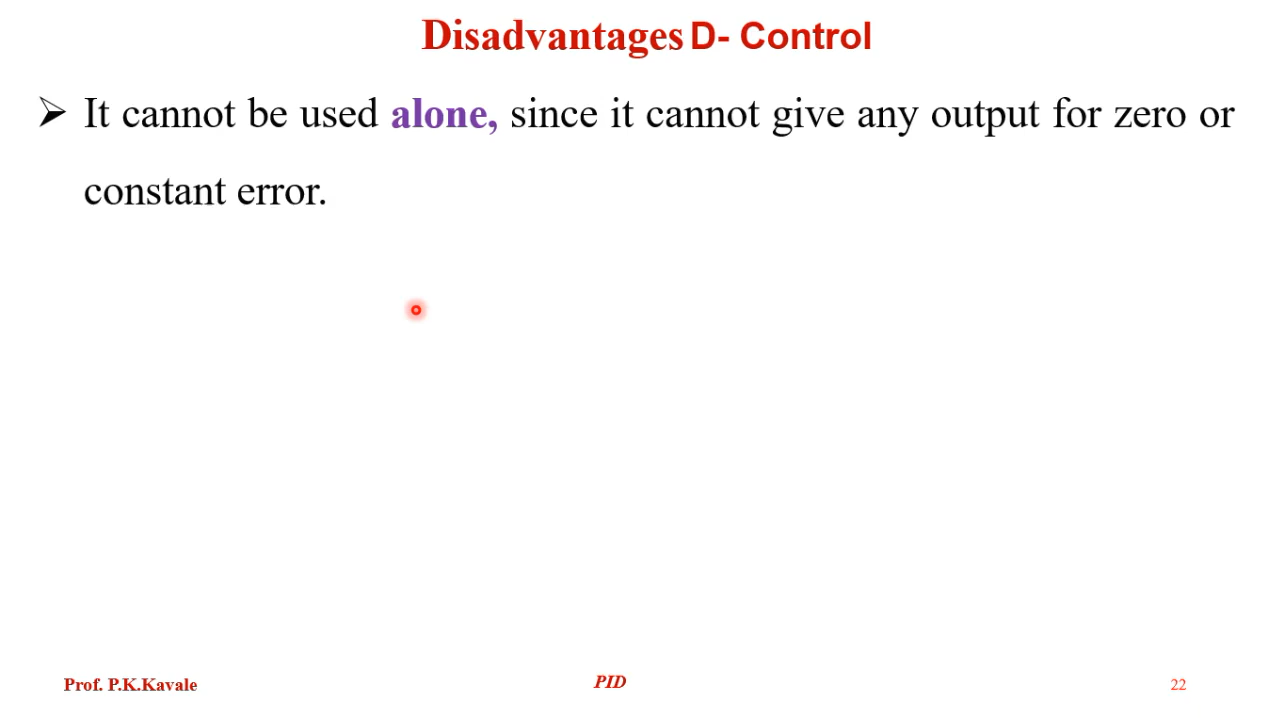 Disadvantages D- Control
➢ It cannot be used alone, since it cannot give any output for zero or
constant error.
Prof. P.K.Kavale
PID
22